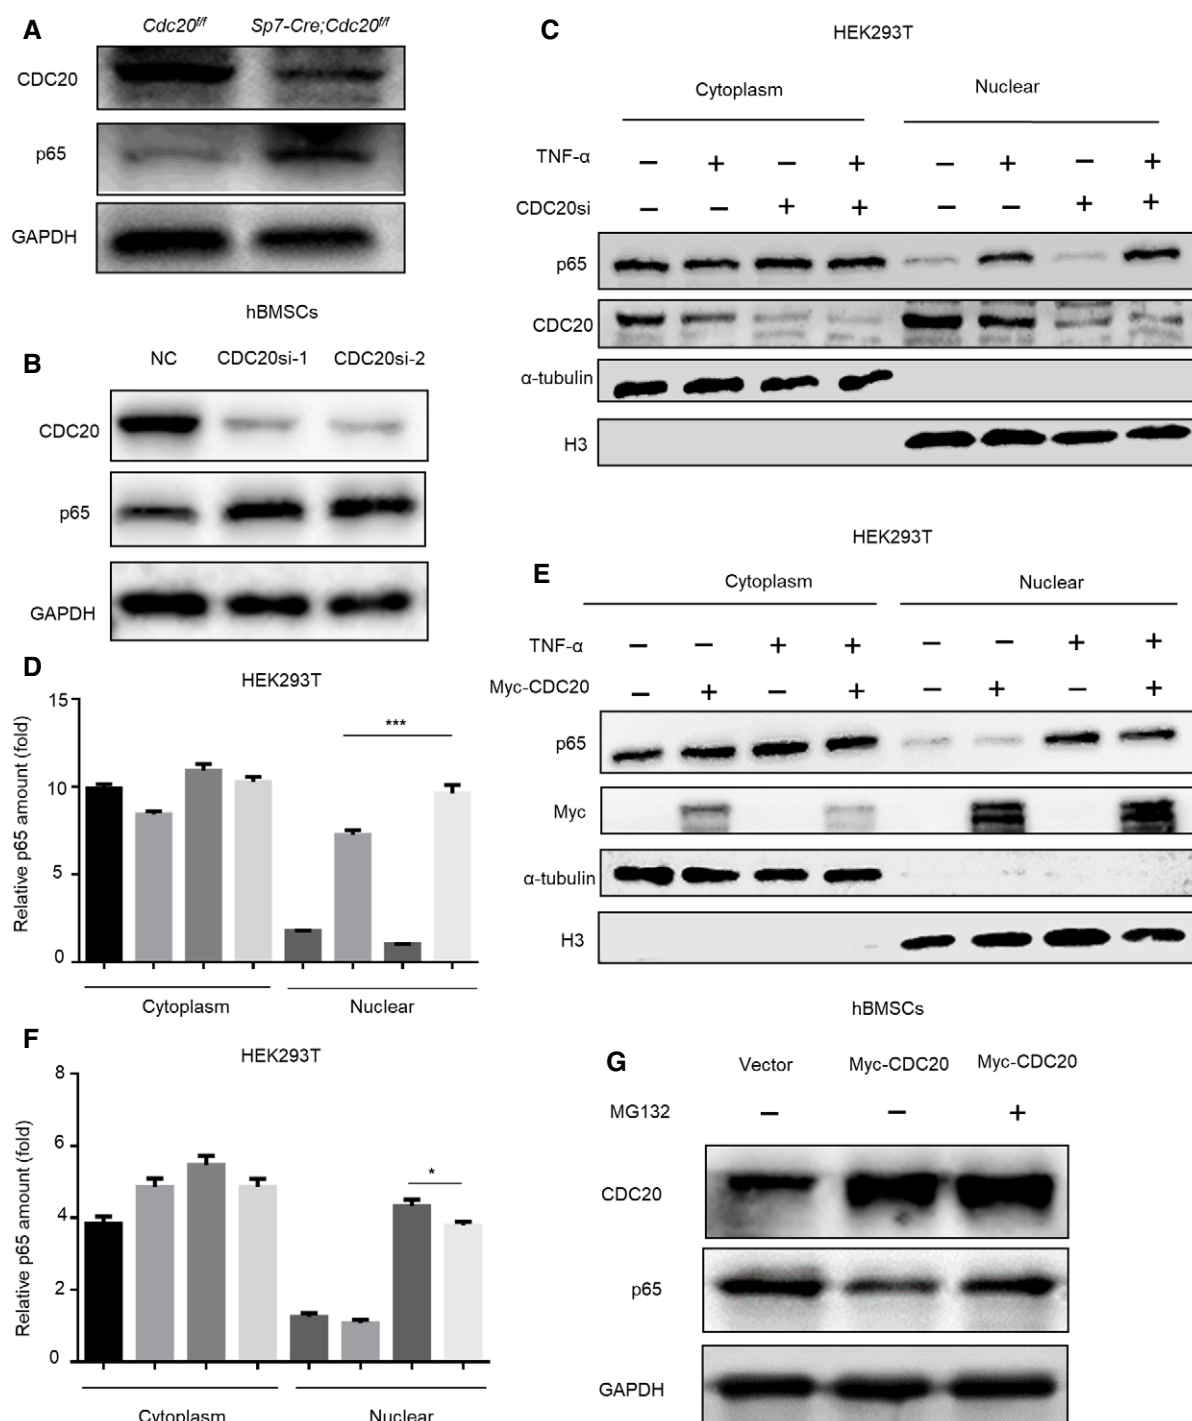 A
Cdc20f/f Sp7-Cre;Cdc20f/f
CDC20
p65
GAPDH
hBMSCs
B
NC CDC20si-1 CDC20si-2
CDC20
p65
GAPDH
C
HEK293T
Cytoplasm Nuclear
TNF-α − + − + − + − +
CDC20si − − + + − − + +
p65
CDC20
α-tubulin
H3
D
HEK293T
Relative p65 amount (fold)
15
10
5
0
***
Cytoplasm Nuclear
HEK293T
E
Cytoplasm Nuclear
TNF-α − − + + − − + +
Myc-CDC20 − + − + − + − +
p65
Myc
α-tubulin
H3
F
HEK293T
Relative p65 amount (fold)
8
6
4
2
0
*
Cytoplasm Nuclear
hBMSCs
G
Vector Myc-CDC20 Myc-CDC20
MG132 − − +
CDC20
p65
GAPDH